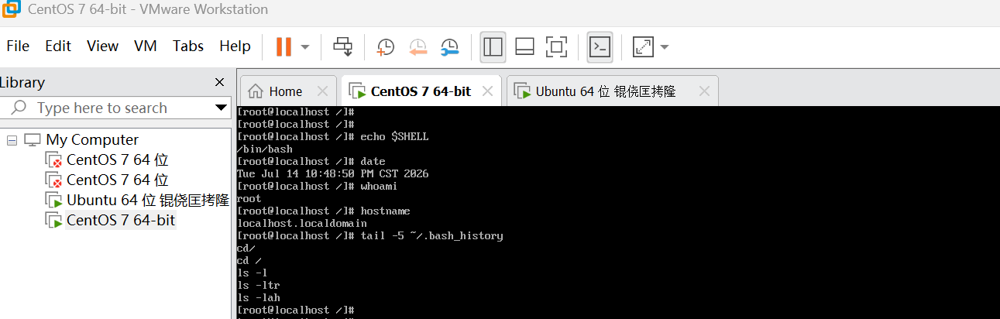 CentOS 7 64-bit - VMware Workstation
File Edit View VM Tabs Help
Library
Type here to search
My Computer
CentOS 7 64 位
CentOS 7 64 位
Ubuntu 64 位 锟侥匡拷隆
CentOS 7 64-bit
Home CentOS 7 64-bit Ubuntu 64 位 锟侥匡拷隆
[root@localhost /]#
[root@localhost /]#
[root@localhost /]# echo $SHELL
/bin/bash
[root@localhost /]# date
Tue Jul 14 10:48:50 PM CST 2026
[root@localhost /]# whoami
root
[root@localhost /]# hostname
localhost.localdomain
[root@localhost /]# tail -5 ~/.bash_history
cd/
cd /
ls -l
ls -ltr
ls -lah
[root@localhost /]#